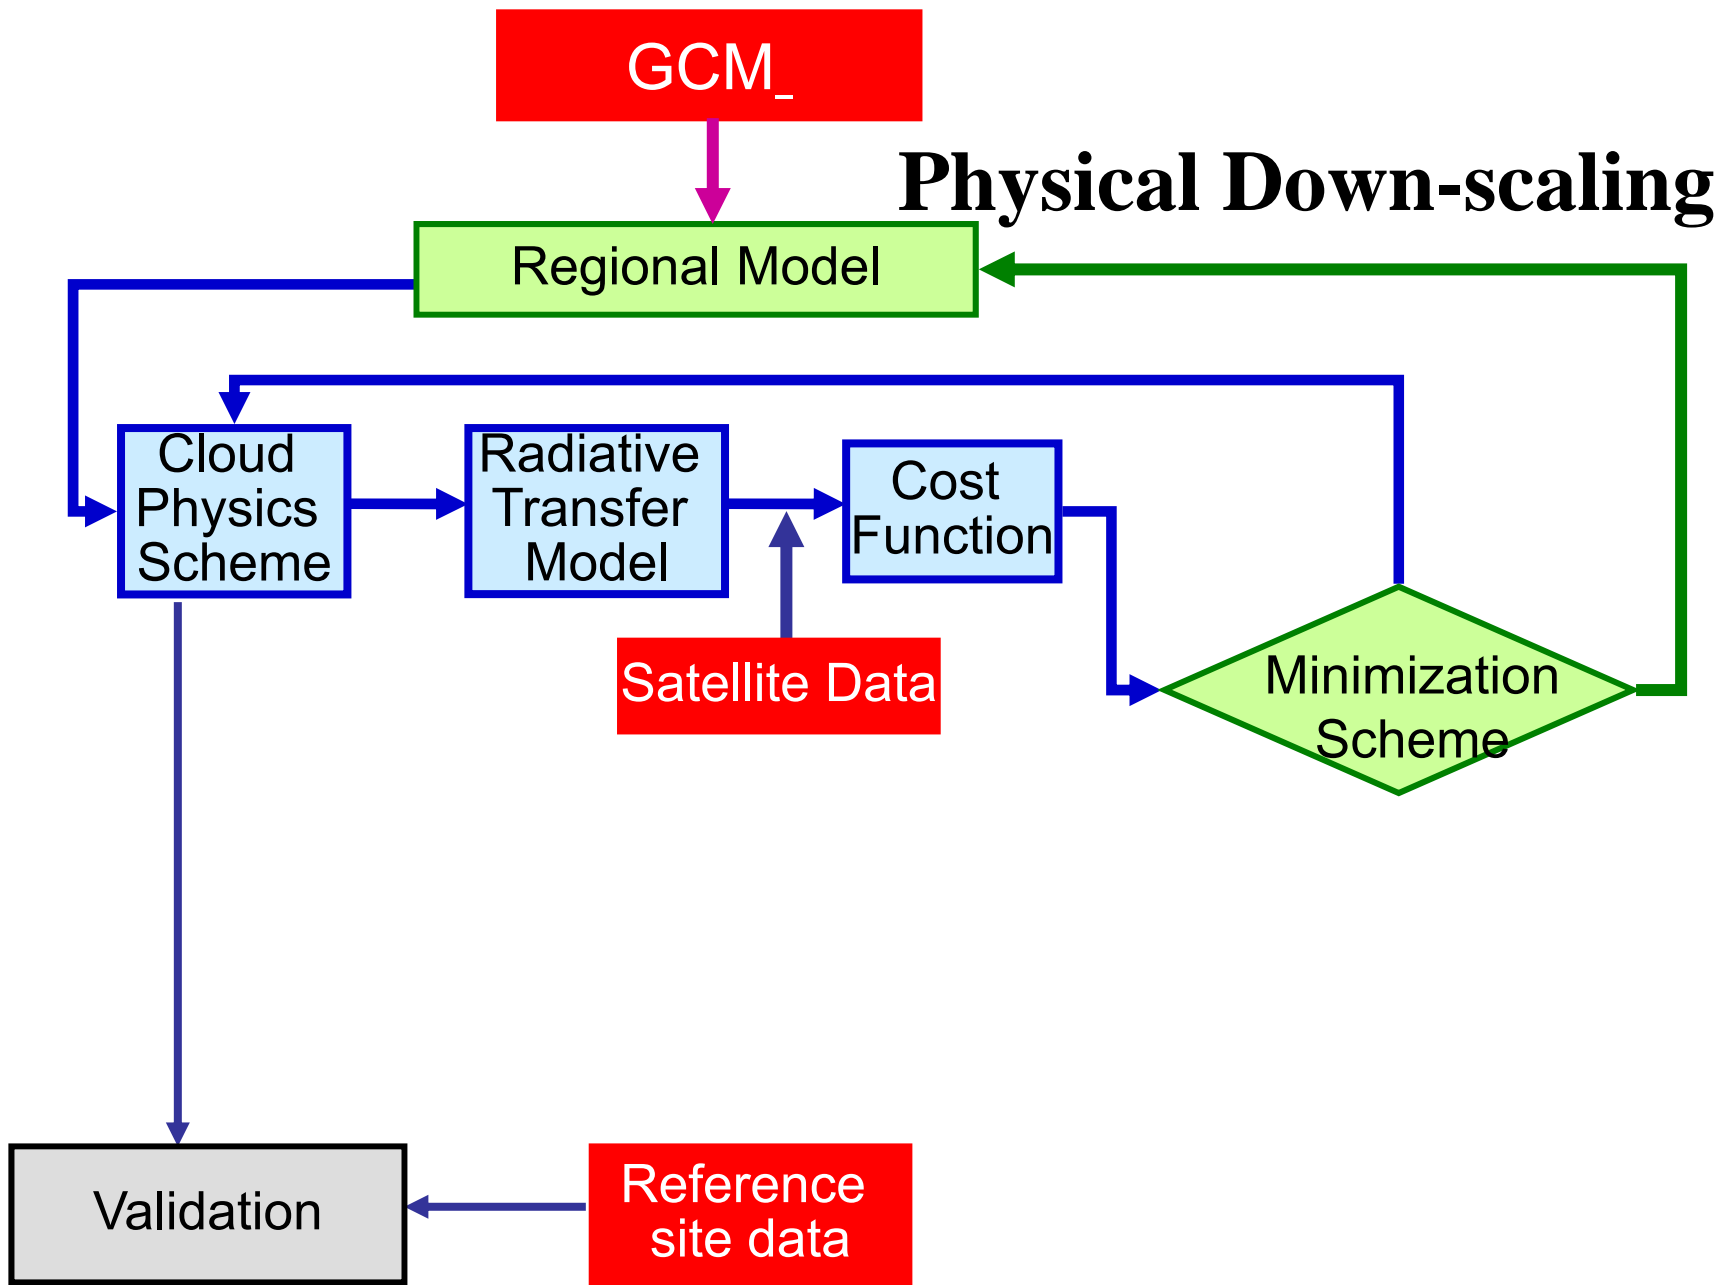 GCM_
Physical Down-scaling
Regional Model
Cloud
Physics
Scheme
Radiative
Transfer
Model
Cost
Function
Satellite Data
Minimization
Scheme
Validation
Reference
site data